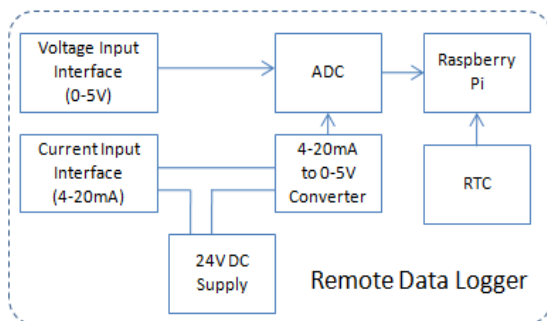 Voltage Input
Interface
(0-5V)
ADC
Raspberry
Pi
Current Input
Interface
(4-20mA)
4-20mA
to 0-5V
Converter
RTC
24V DC
Supply
Remote Data Logger